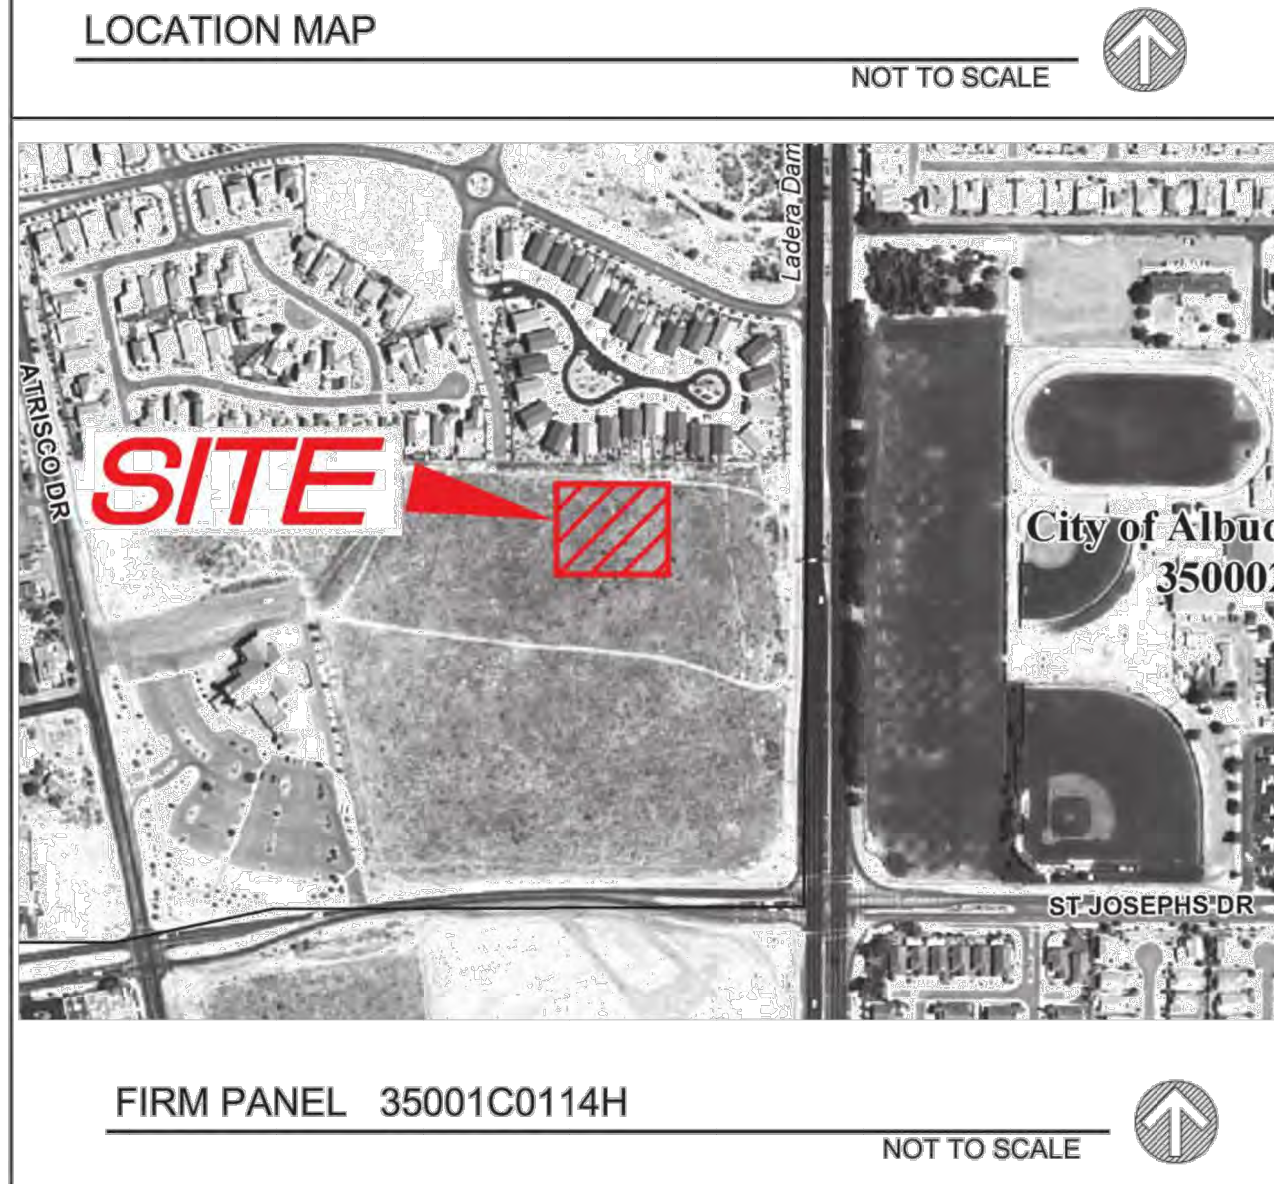 LOCATION MAP
NOT TO SCALE
Ladera Dam
ATRISCO DR
SITE
City of Albuq
35000
ST JOSEPHS DR
FIRM PANEL 35001C0114H
NOT TO SCALE